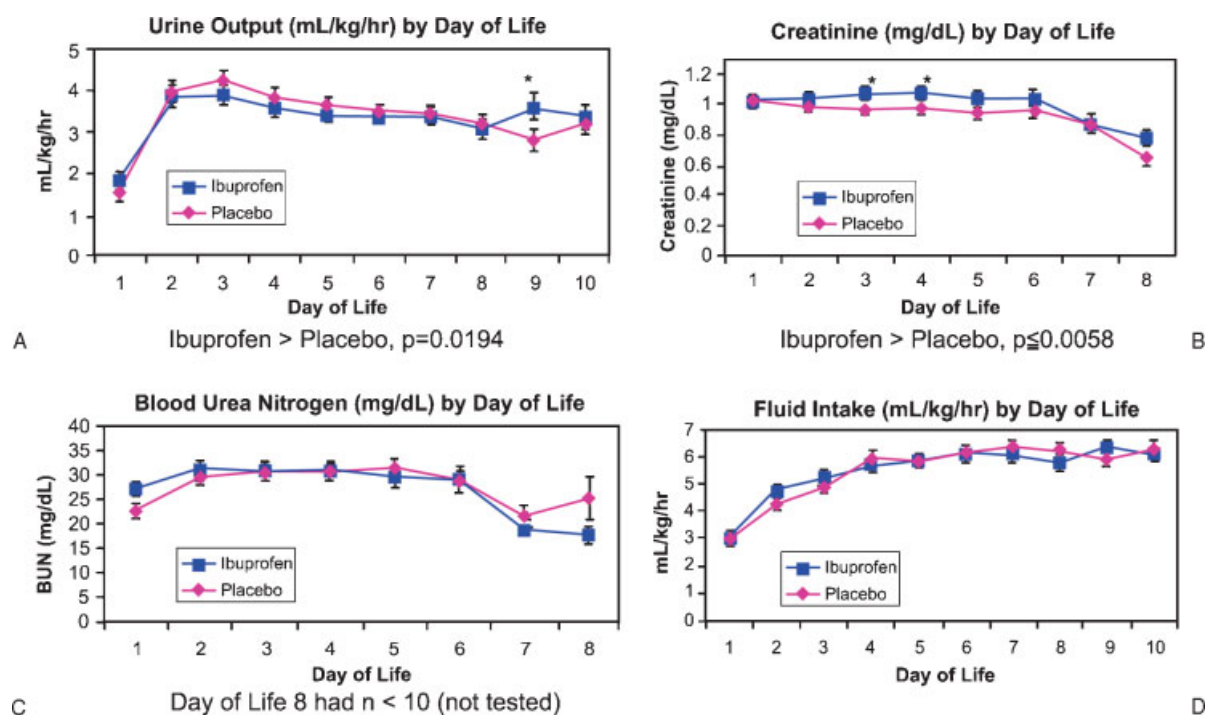 Urine Output (mL/kg/hr) by Day of Life
mL/kg/hr
5
4
3
2
1
0
*
Ibuprofen
Placebo
1 2 3 4 5 6 7 8 9 10
Day of Life
A
Ibuprofen > Placebo, p=0.0194
Creatinine (mg/dL) by Day of Life
Creatinine (mg/dL)
1.2
1
0.8
0.6
0.4
0.2
0
* *
Ibuprofen
Placebo
1 2 3 4 5 6 7 8
Day of Life
Ibuprofen > Placebo, p≦0.0058
B
Blood Urea Nitrogen (mg/dL) by Day of Life
BUN (mg/dL)
40
35
30
25
20
15
10
5
0
Ibuprofen
Placebo
1 2 3 4 5 6 7 8
Day of Life
C
Day of Life 8 had n < 10 (not tested)
Fluid Intake (mL/kg/hr) by Day of Life
mL/kg/hr
7
6
5
4
3
2
1
0
Ibuprofen
Placebo
1 2 3 4 5 6 7 8 9 10
Day of Life
D